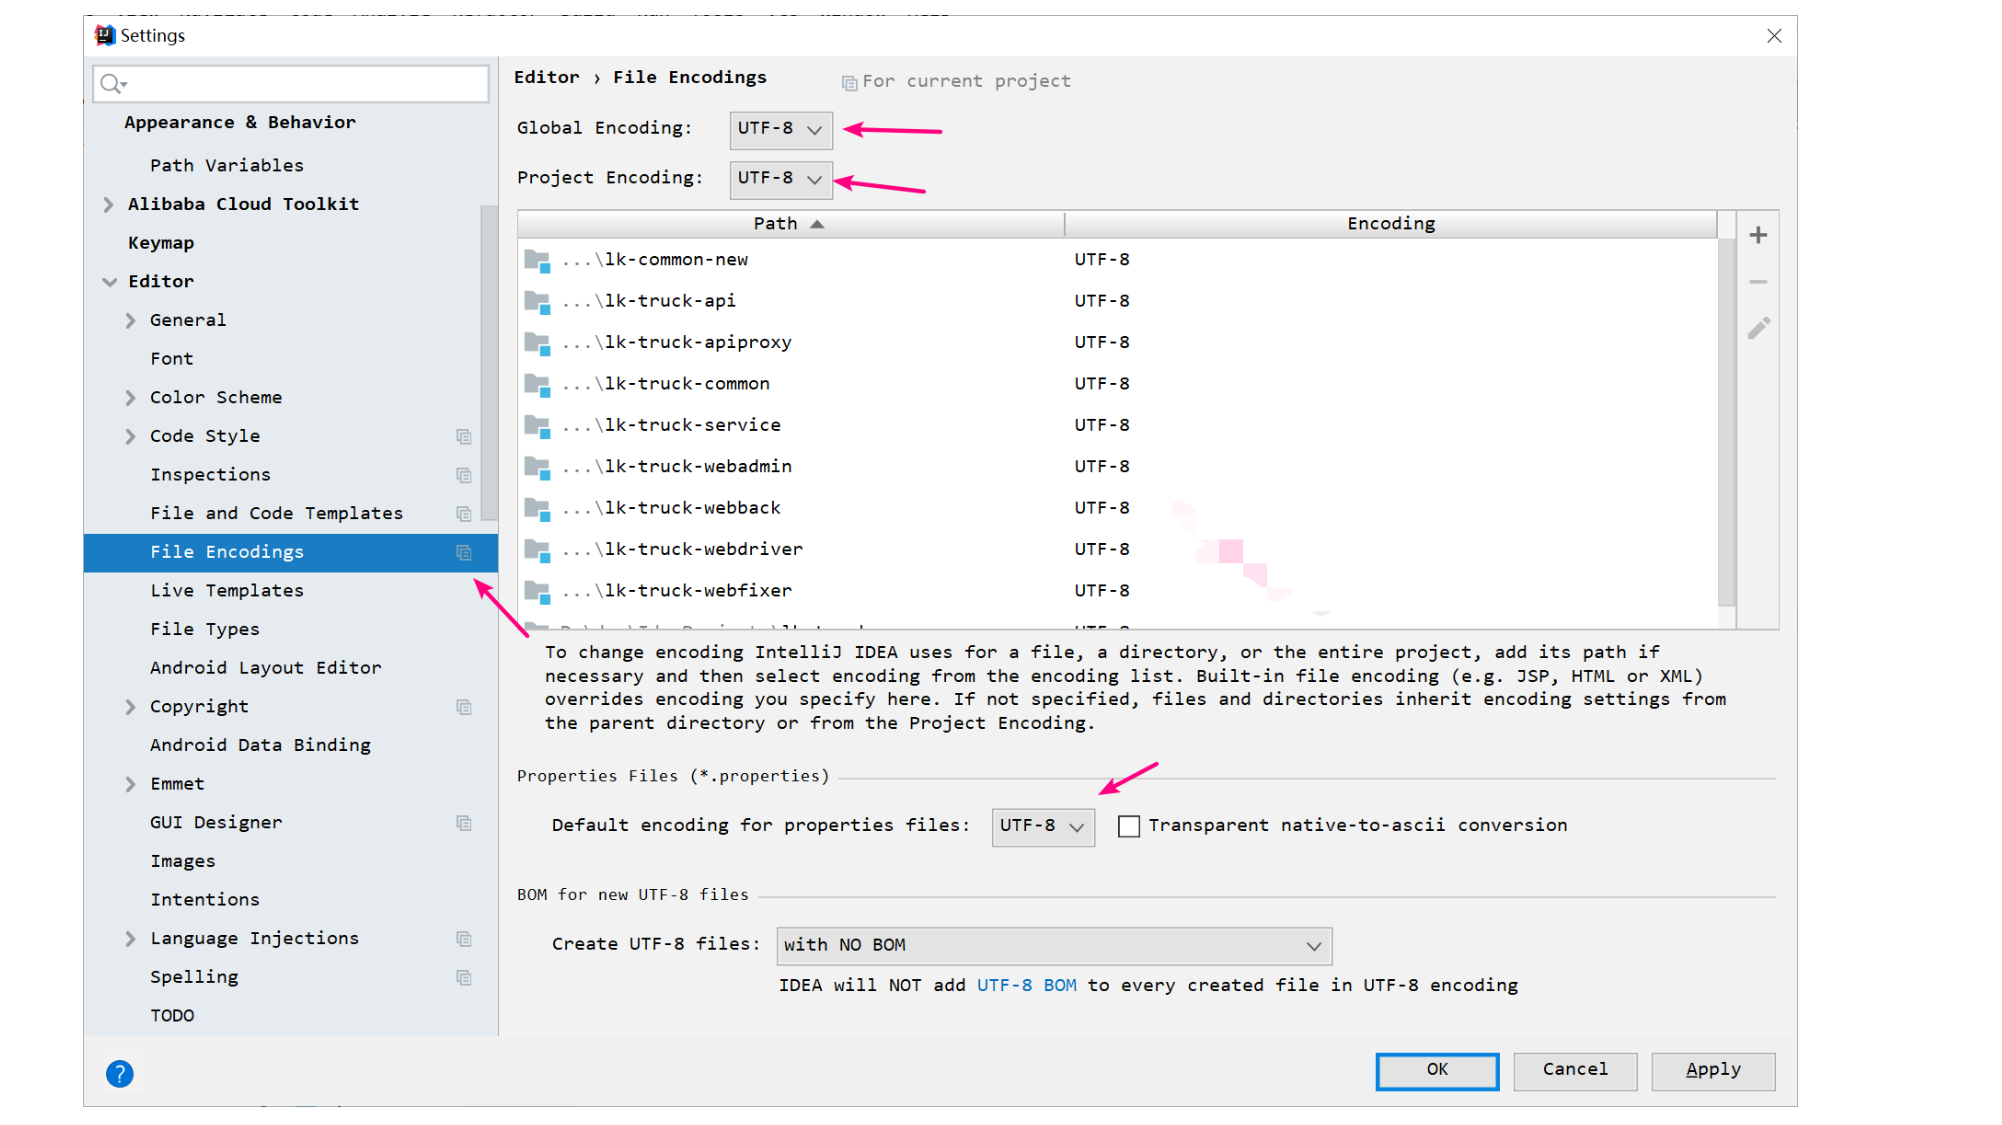 Settings
Appearance & Behavior
Path Variables
Alibaba Cloud Toolkit
Keymap
Editor
General
Font
Color Scheme
Code Style
Inspections
File and Code Templates
File Encodings
Live Templates
File Types
Android Layout Editor
Copyright
Android Data Binding
Emmet
GUI Designer
Images
Intentions
Language Injections
Spelling
TODO
Editor › File Encodings
For current project
Global Encoding: UTF-8
Project Encoding: UTF-8
Path Encoding
...\lk-common-new UTF-8
...\lk-truck-api UTF-8
...\lk-truck-apiproxy UTF-8
...\lk-truck-common UTF-8
...\lk-truck-service UTF-8
...\lk-truck-webadmin UTF-8
...\lk-truck-webback UTF-8
...\lk-truck-webdriver UTF-8
...\lk-truck-webfixer UTF-8
To change encoding IntelliJ IDEA uses for a file, a directory, or the entire project, add its path if
necessary and then select encoding from the encoding list. Built-in file encoding (e.g. JSP, HTML or XML)
overrides encoding you specify here. If not specified, files and directories inherit encoding settings from
the parent directory or from the Project Encoding.
Properties Files (*.properties)
Default encoding for properties files: UTF-8 Transparent native-to-ascii conversion
BOM for new UTF-8 files
Create UTF-8 files: with NO BOM
IDEA will NOT add UTF-8 BOM to every created file in UTF-8 encoding
?
OK Cancel Apply